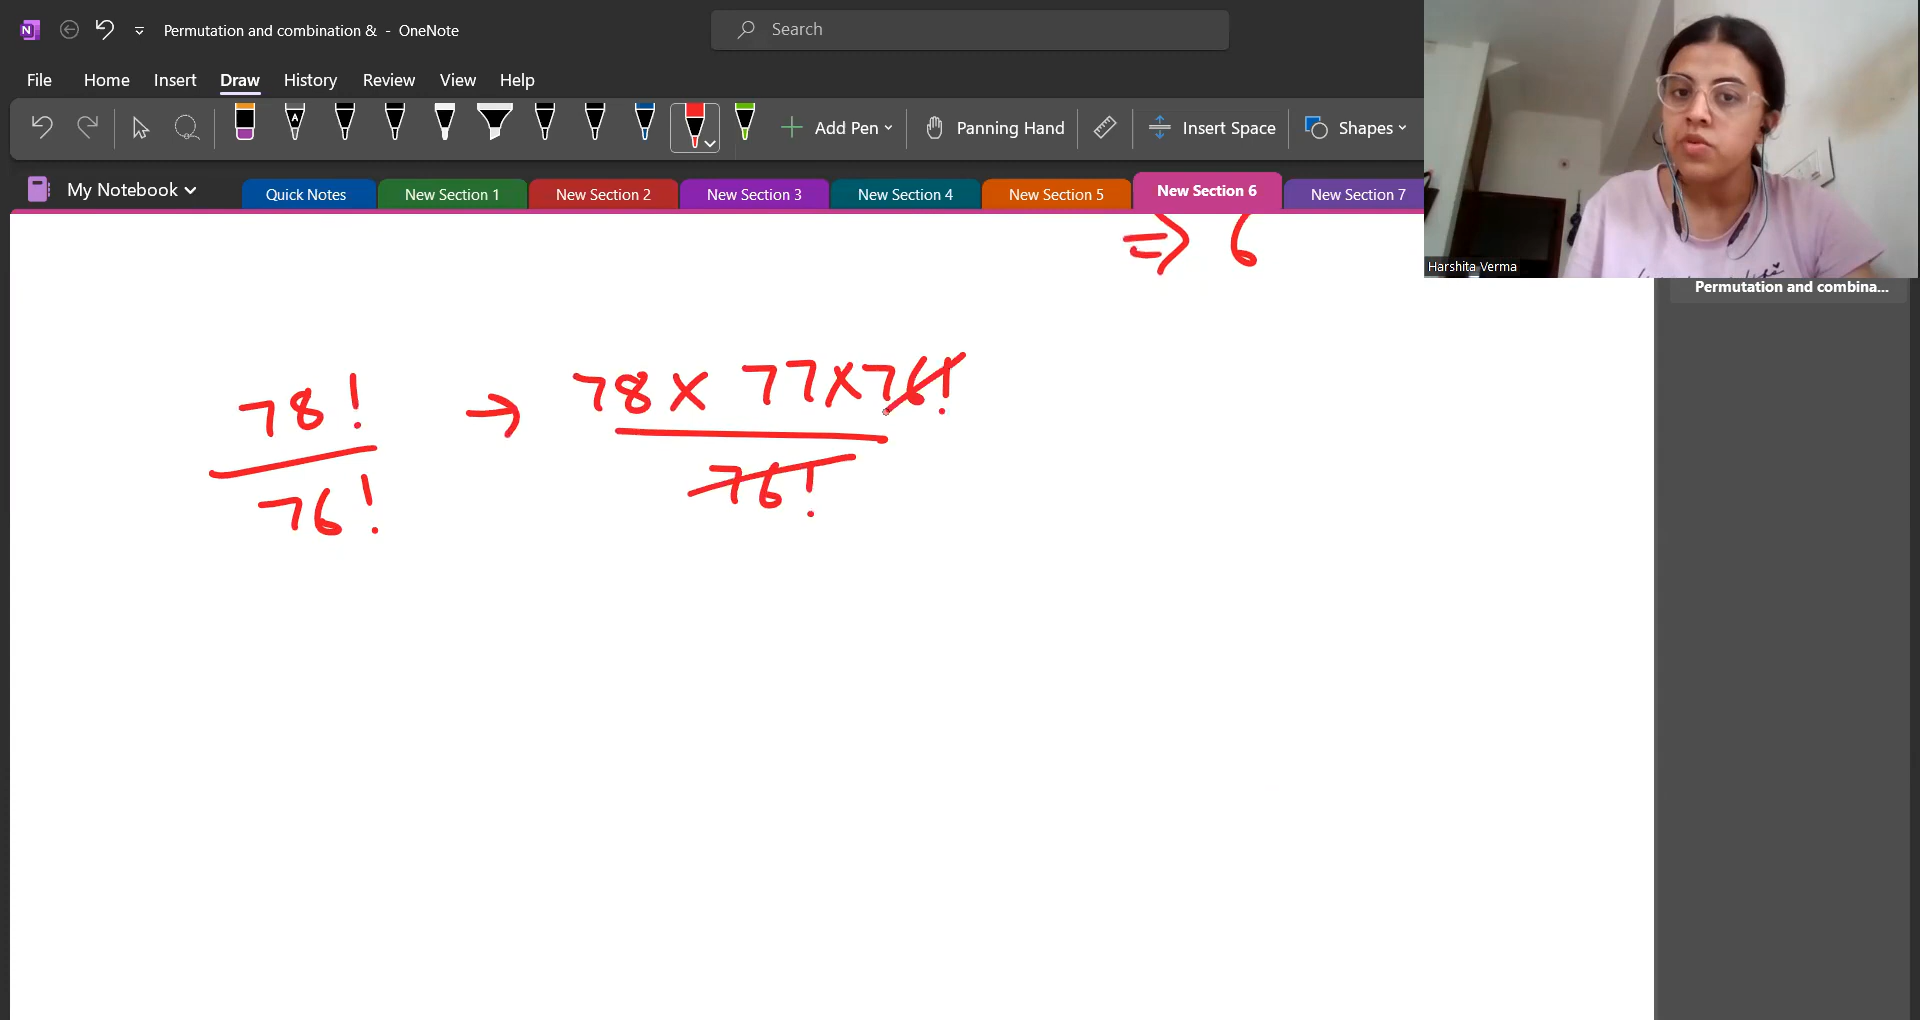 Permutation and combination & - OneNote
Search
File Home Insert Draw History Review View Help
Add Pen Panning Hand Insert Space Shapes
My Notebook Quick Notes New Section 1 New Section 2 New Section 3 New Section 4 New Section 5 New Section 6 New Section 7
Harshita Verma
Permutation and combina...
⇒ 6
78! → 78 × 77 × 76!
76! 76!